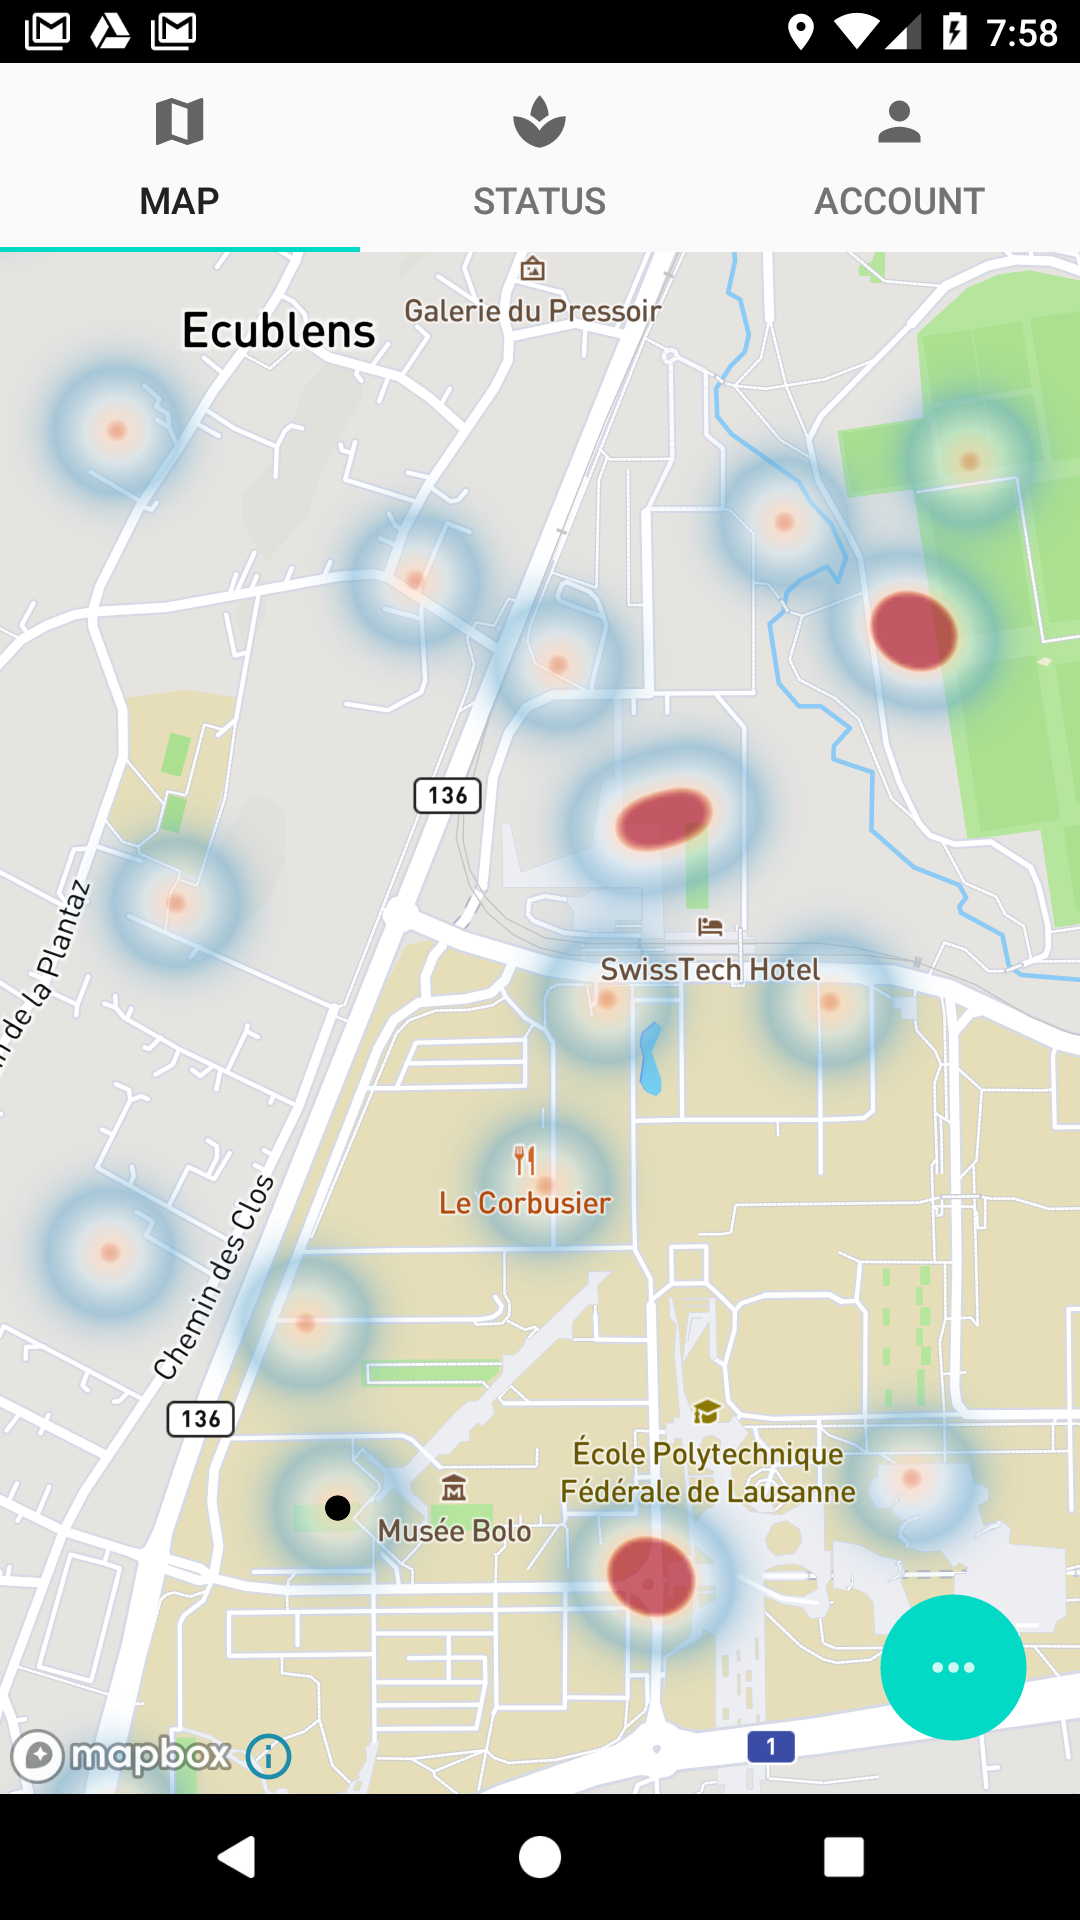 7:58
MAP
STATUS
ACCOUNT
Galerie du Pressoir
Ecublens
136
SwissTech Hotel
de la Plantaz
Le Corbusier
Chemin des Clos
136
École Polytechnique
Fédérale de Lausanne
Musée Bolo
1
mapbox